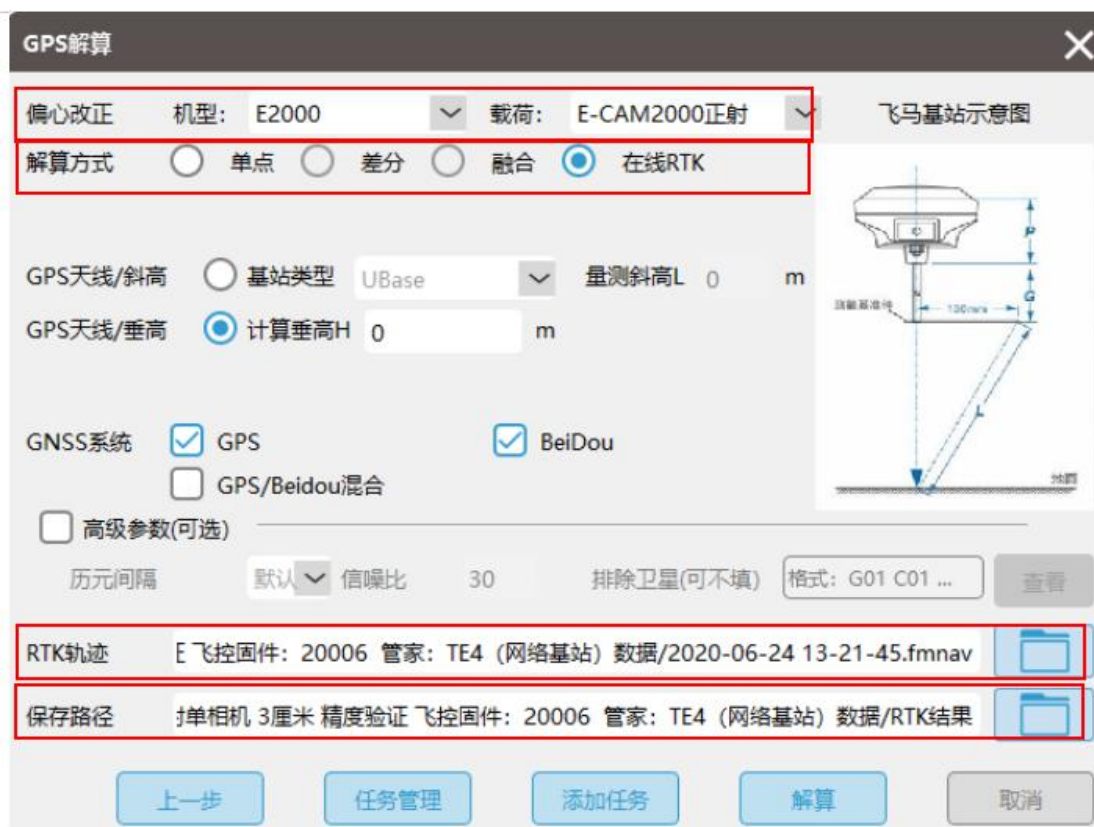 GPS解算
偏心改正 机型： E2000 载荷： E-CAM2000正射 飞马基站示意图
解算方式 单点 差分 融合 在线RTK
P
GPS天线/斜高 基站类型 UBase 量测斜高L 0 m
G
测量基准件 130mm
GPS天线/垂高 计算垂高H 0 m
L
GNSS系统 GPS BeiDou
GPS/Beidou混合
地面
高级参数(可选)
历元间隔 默认 信噪比 30 排除卫星(可不填) 格式：G01 C01 ... 查看
RTK轨迹 飞控固件：20006 管家：TE4（网络基站）数据/2020-06-24 13-21-45.fmnav
保存路径 单相机 3厘米 精度验证 飞控固件：20006 管家：TE4（网络基站）数据/RTK结果
上一步 任务管理 添加任务 解算 取消